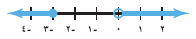 ٤- ٣- ٢- ١- ٠ ١ ٢